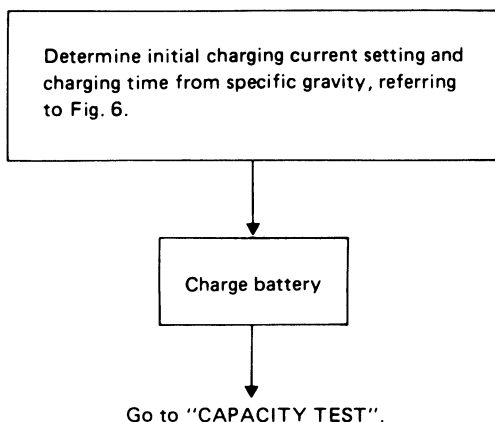 Determine initial charging current setting and
charging time from specific gravity, referring
to Fig. 6.
Charge battery
Go to "CAPACITY TEST".